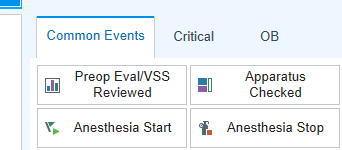 Common Events Critical OB
Preop Eval/VSS Reviewed
Apparatus Checked
Anesthesia Start
Anesthesia Stop